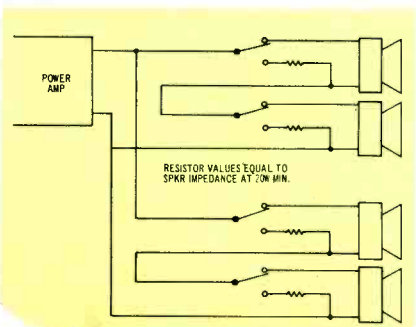 POWER
AMP
RESISTOR VALUES EQUAL TO
SPKR IMPEDANCE AT 20W MIN.